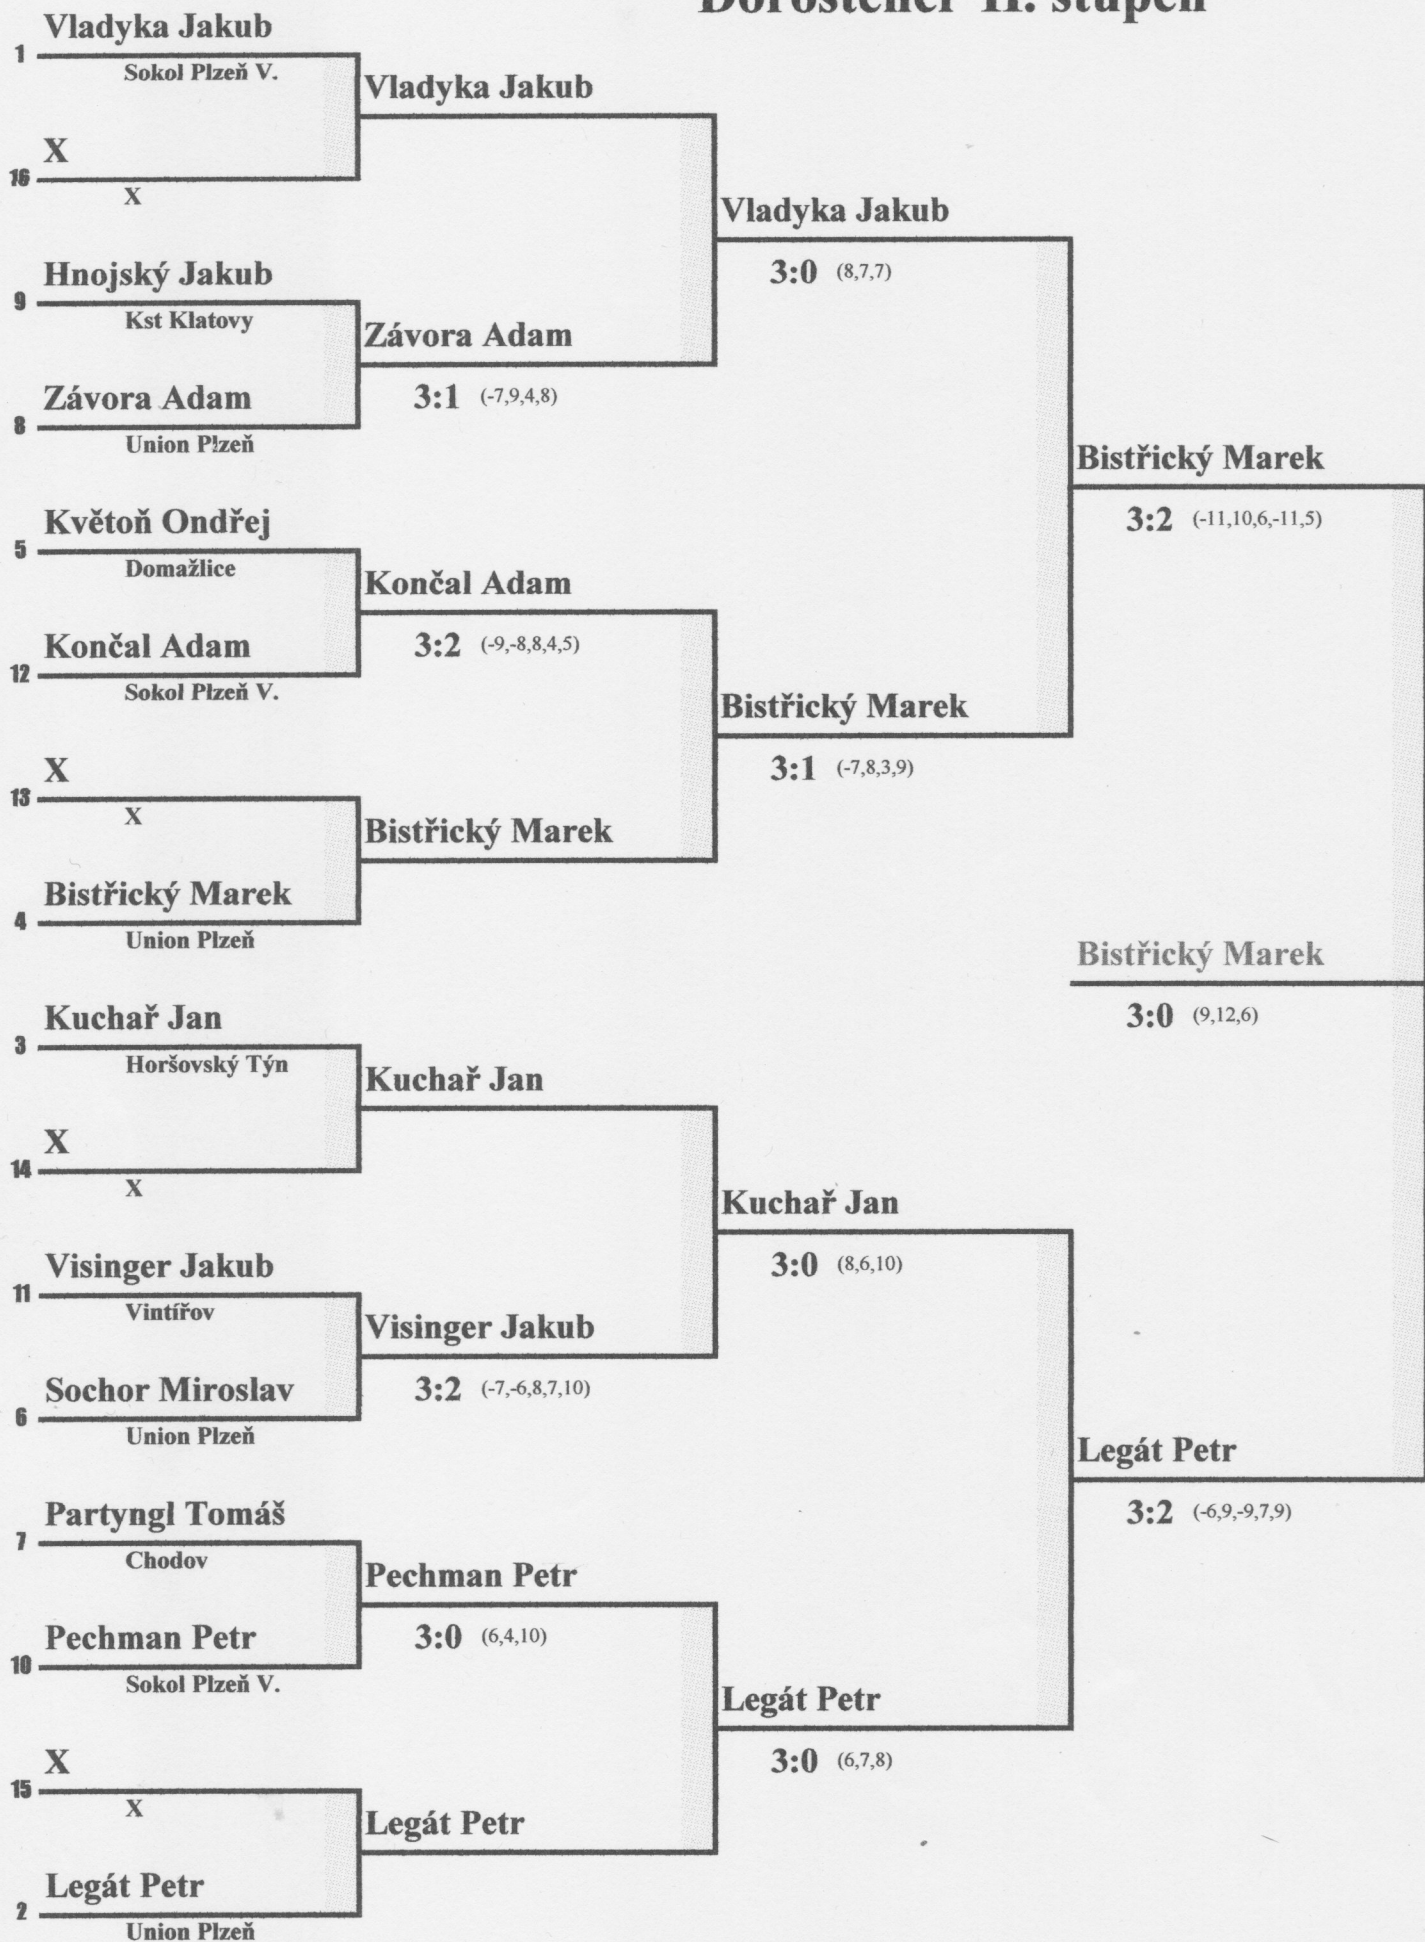 Dorostenci II. stupeň
Vladyka Jakub
1
Sokol Plzeň V.
Vladyka Jakub
X
16
X
Vladyka Jakub
3:0 (8,7,7)
Hnojský Jakub
9
Kst Klatovy
Závora Adam
3:1 (-7,9,4,8)
Závora Adam
8
Union Plzeň
Bistřický Marek
3:2 (-11,10,6,-11,5)
Květoň Ondřej
5
Domažlice
Končal Adam
3:2 (-9,-8,8,4,5)
Končal Adam
12
Sokol Plzeň V.
Bistřický Marek
3:1 (-7,8,3,9)
X
13
X
Bistřický Marek
Bistřický Marek
4
Union Plzeň
Bistřický Marek
3:0 (9,12,6)
Kuchař Jan
3
Horšovský Týn
Kuchař Jan
X
14
X
Kuchař Jan
3:0 (8,6,10)
Visinger Jakub
11
Vintířov
Visinger Jakub
3:2 (-7,-6,8,7,10)
Sochor Miroslav
6
Union Plzeň
Legát Petr
3:2 (-6,9,-9,7,9)
Partyngl Tomáš
7
Chodov
Pechman Petr
3:0 (6,4,10)
Pechman Petr
10
Sokol Plzeň V.
Legát Petr
3:0 (6,7,8)
X
15
X
Legát Petr
Legát Petr
2
Union Plzeň